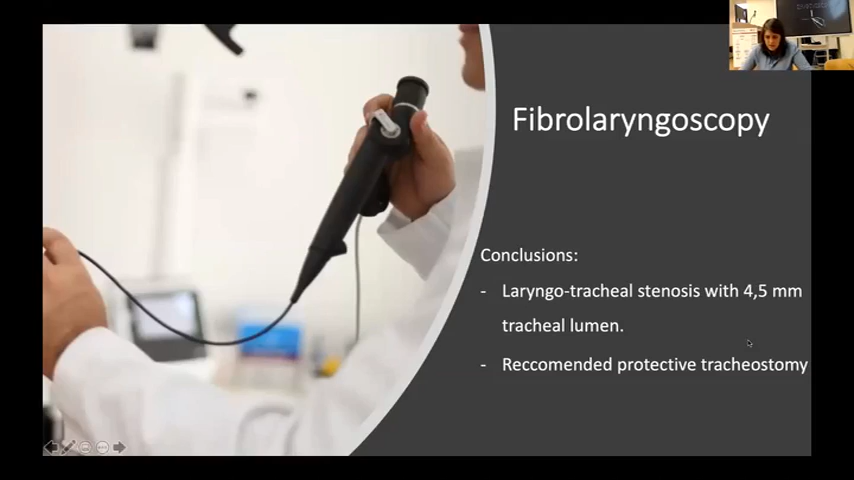 Fibrolaryngoscopy
Conclusions:
- Laryngo-tracheal stenosis with 4,5 mm
tracheal lumen.
- Reccomended protective tracheostomy